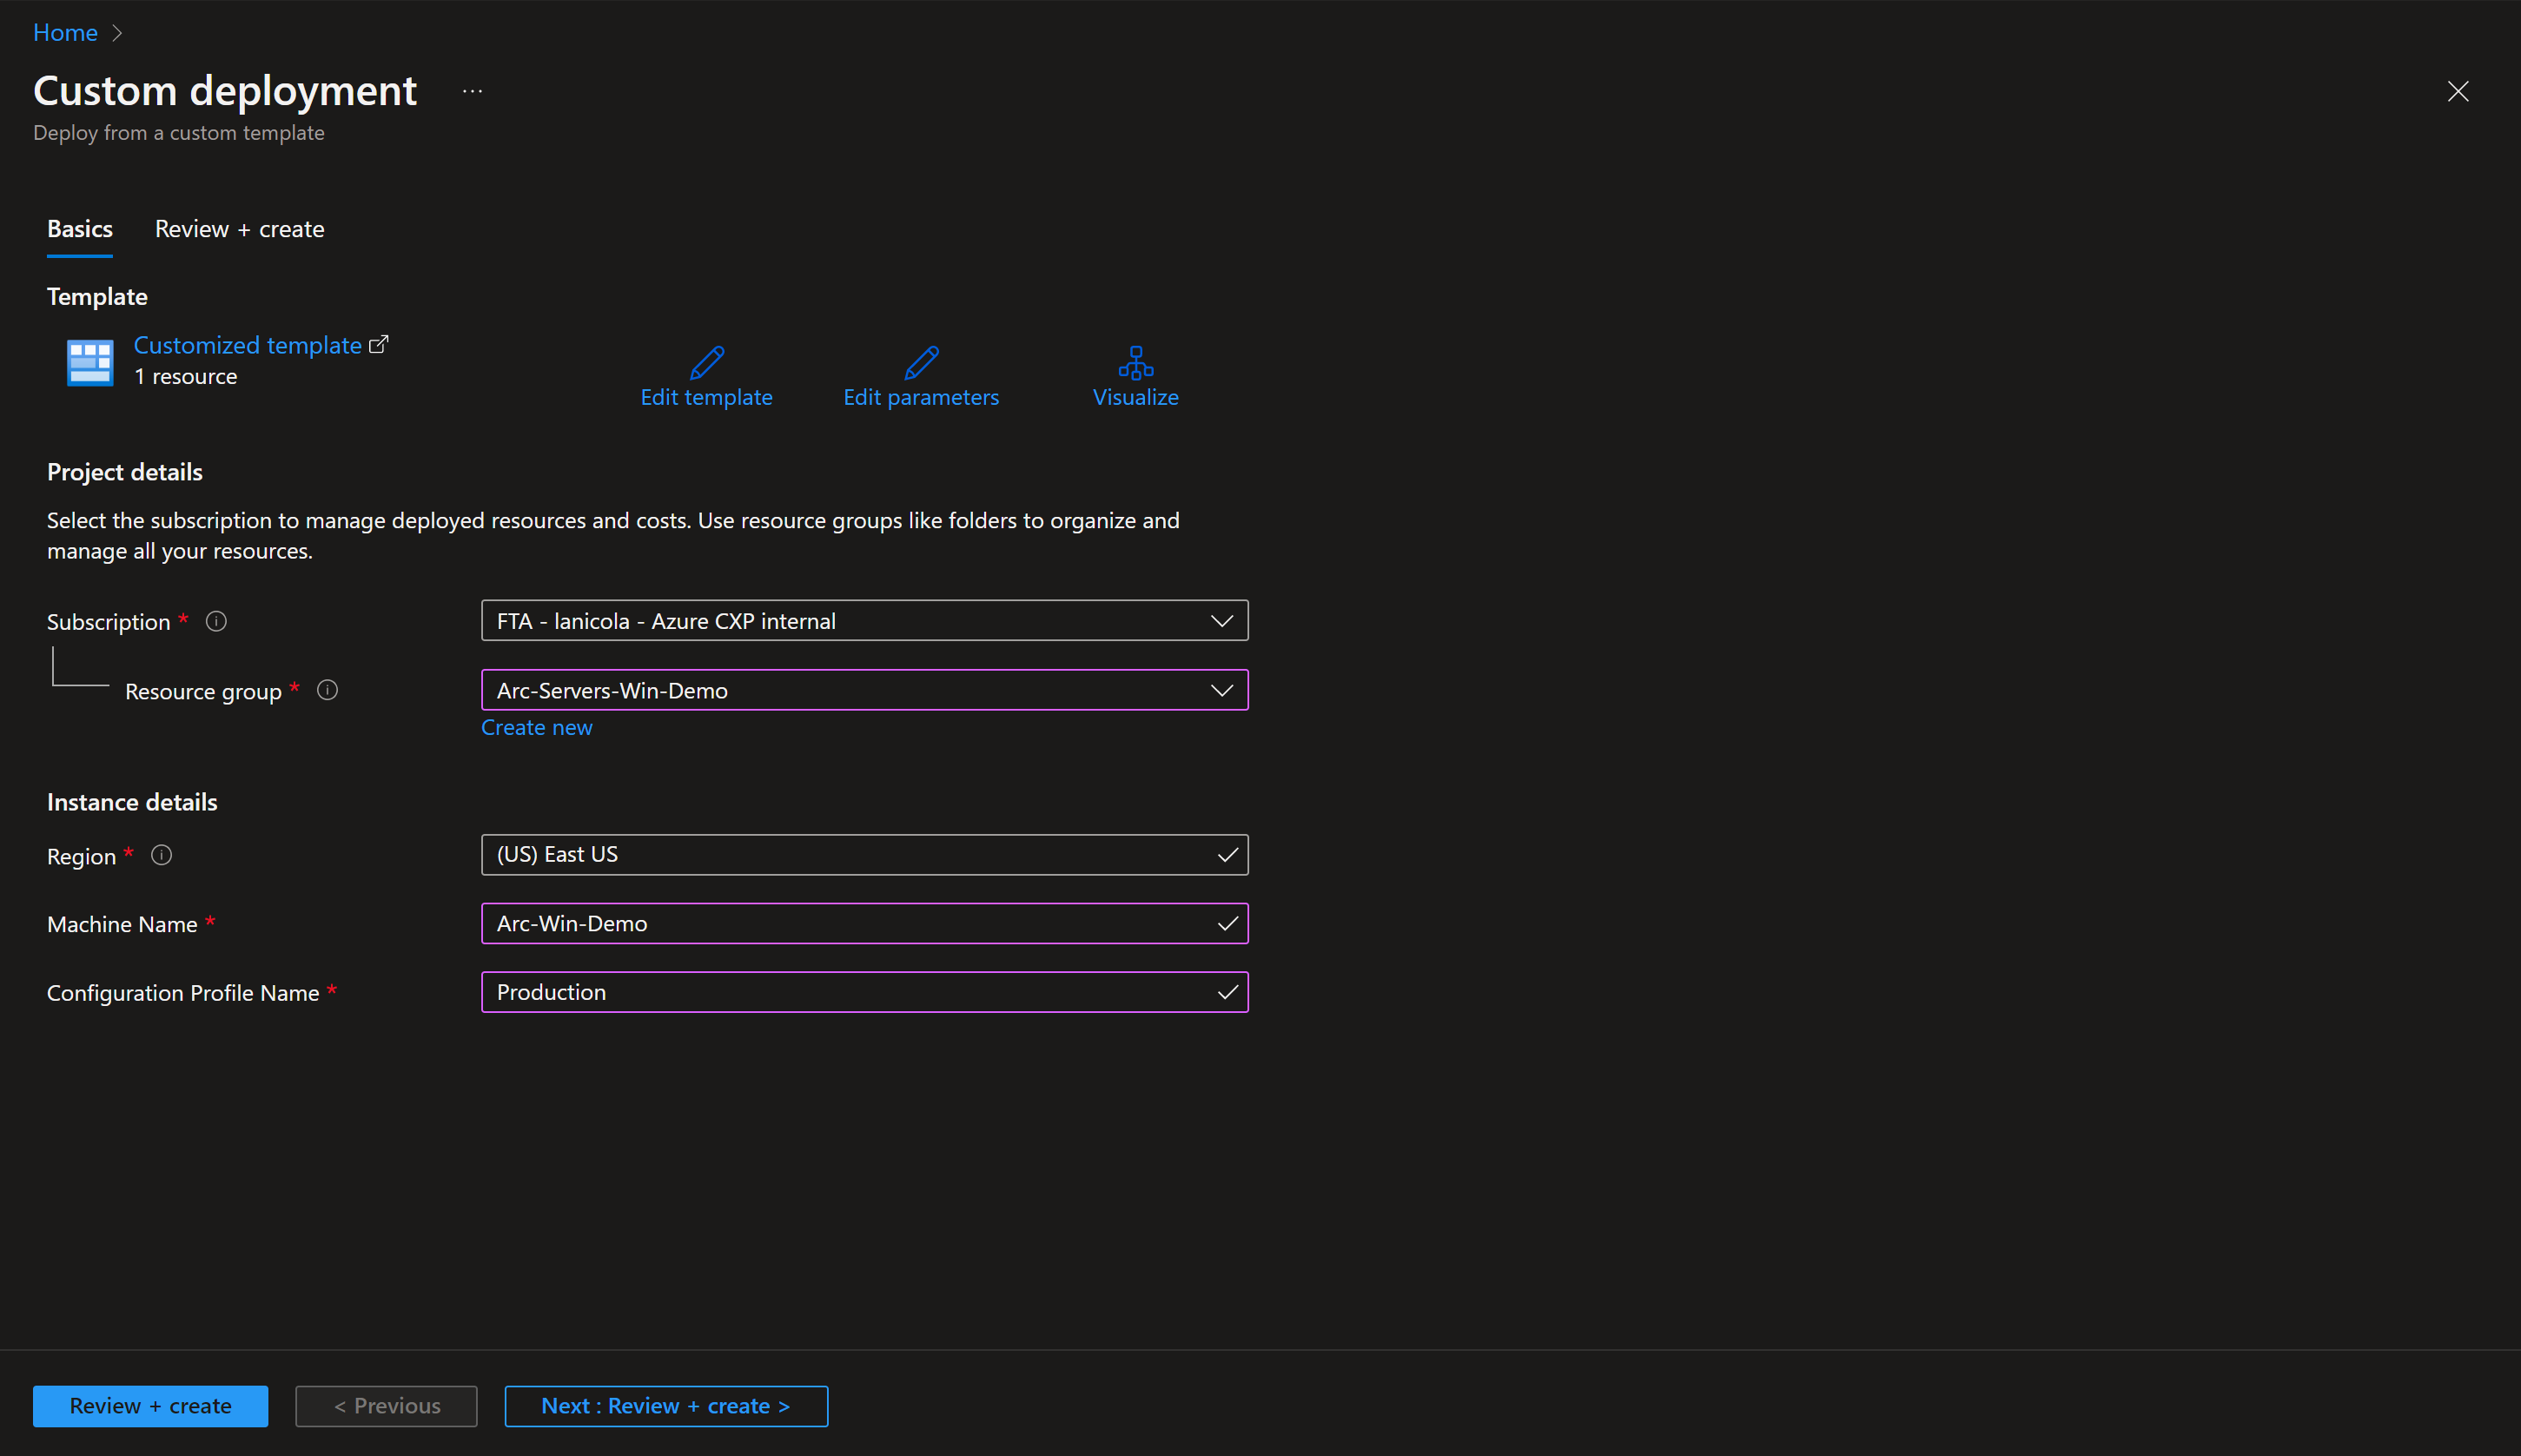 Home
Custom deployment
Deploy from a custom template
Basics
Review + create
Template
Customized template
1 resource
Edit template
Edit parameters
Visualize
Project details
Select the subscription to manage deployed resources and costs. Use resource groups like folders to organize and
manage all your resources.
Subscription *
FTA - lanicola - Azure CXP internal
Resource group *
Arc-Servers-Win-Demo
Create new
Instance details
Region *
(US) East US
Machine Name *
Arc-Win-Demo
Configuration Profile Name *
Production
Review + create
< Previous
Next : Review + create >